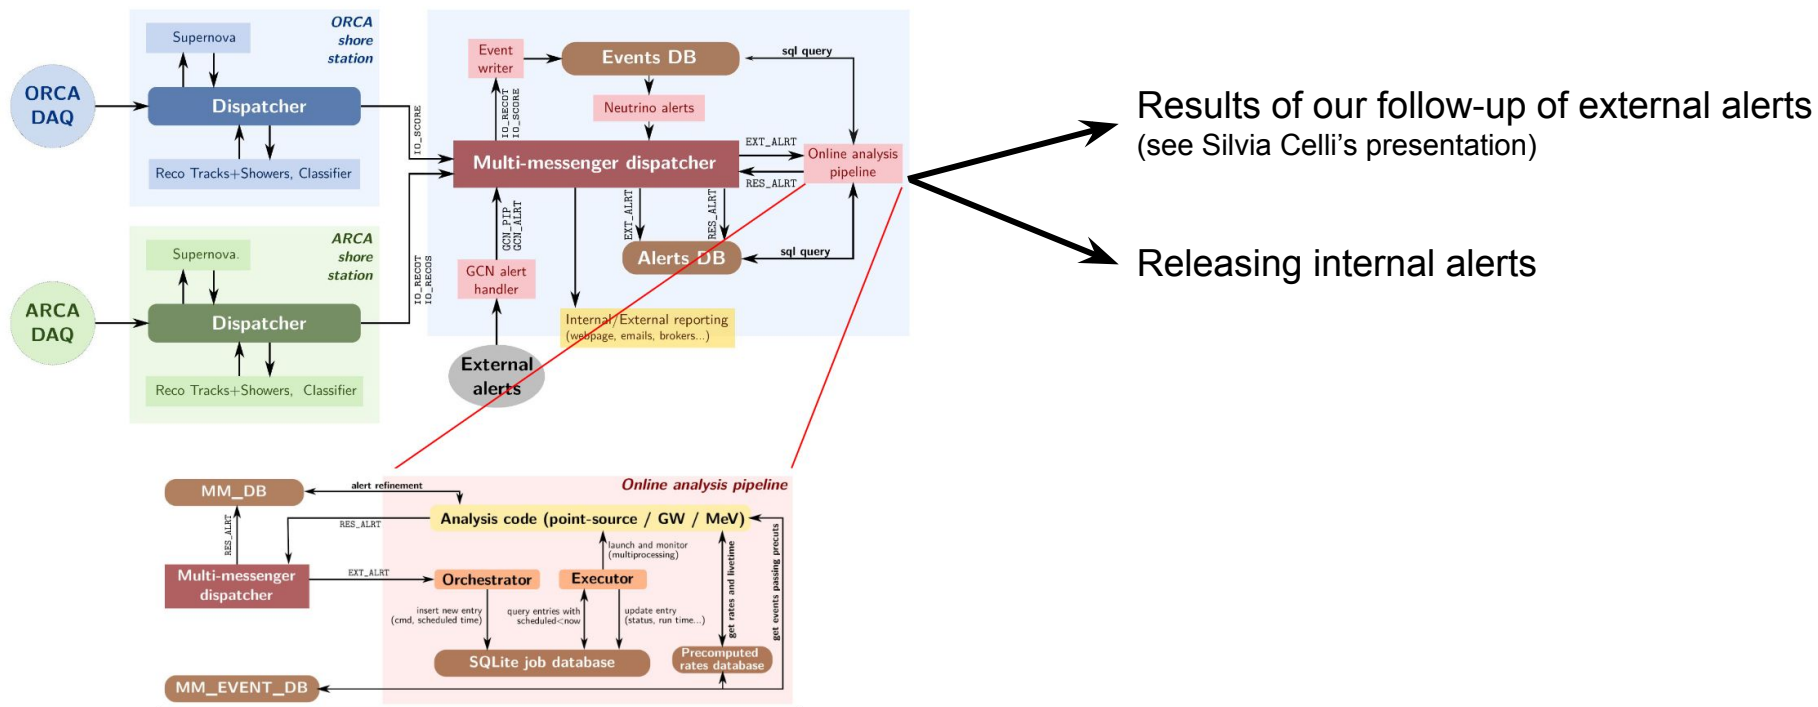 ORCA
shore
station
Supernova
ORCA
DAQ
Dispatcher
Reco Tracks+Showers, Classifier
ARCA
shore
station
Supernova.
ARCA
DAQ
Dispatcher
Reco Tracks+Showers, Classifier
IO_SCORE
IO_RECOT
IO_RECOS
Event
writer
Events DB
sql query
IO_RECOT
IO_SCORE
Neutrino alerts
Multi-messenger dispatcher
EXT_ALRT
RES_ALRT
Online analysis
pipeline
GCN_PIP
GCN_ALRT
EXT_ALRT
RES_ALRT
Alerts DB
sql query
GCN alert
handler
Internal/External reporting
(webpage, emails, brokers...)
External
alerts
Results of our follow-up of external alerts
(see Silvia Celli's presentation)
Releasing internal alerts
Online analysis pipeline
MM_DB
alert refinement
Analysis code (point-source / GW / MeV)
RES_ALRT
RES_ALRT
launch and monitor
(multiprocessing)
Multi-messenger
dispatcher
EXT_ALRT
Orchestrator
Executor
insert new entry
(cmd, scheduled time)
query entries with
scheduled<now
update entry
(status, run time...)
get rates and livetime
get events passing precuts
SQLite job database
Precomputed
rates database
MM_EVENT_DB